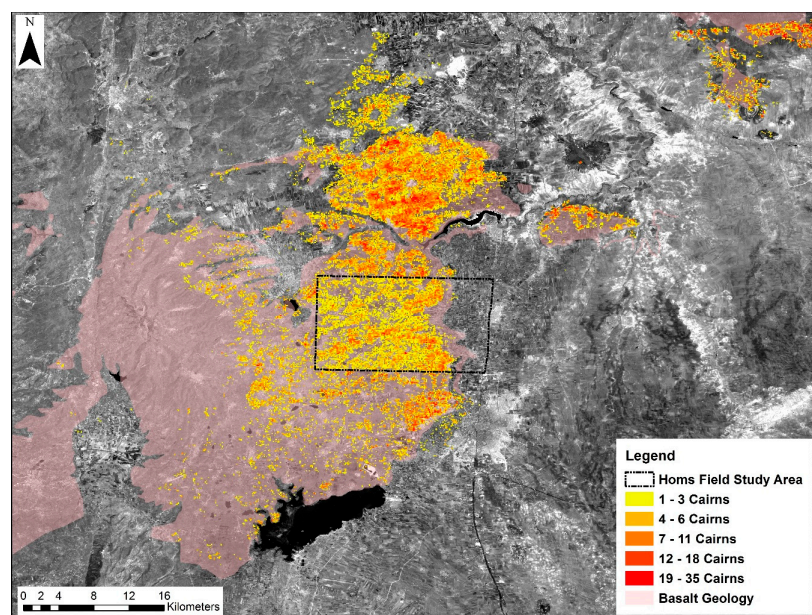 N
Legend
Homs Field Study Area
1 - 3 Cairns
4 - 6 Cairns
7 - 11 Cairns
12 - 18 Cairns
19 - 35 Cairns
Basalt Geology
0 2 4 8 12 16
Kilometers